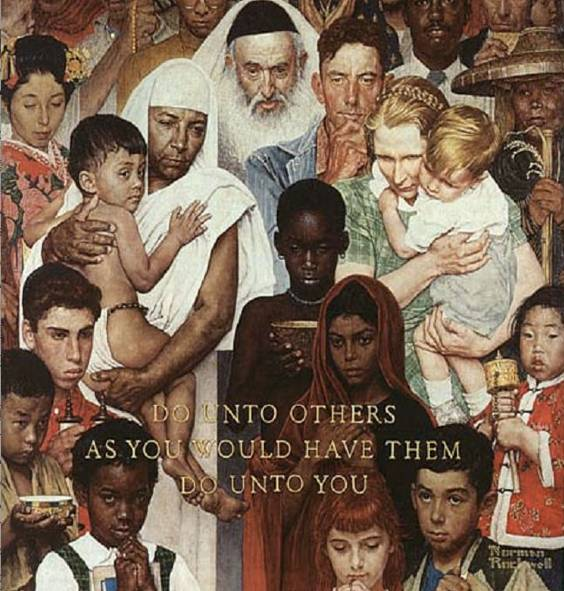 DO UNTO OTHERS
AS YOU WOULD HAVE THEM
DO UNTO YOU
Norman
Rockwell